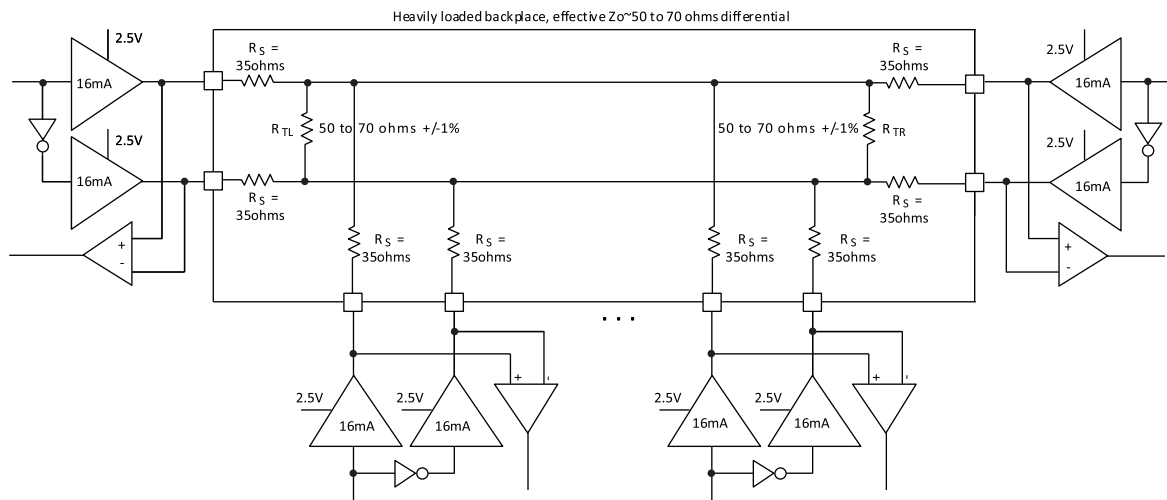 Heavily loaded backplace, effective Zo~50 to 70 ohms differential
2.5V
16mA
2.5V
16mA
+
-
R S =
35ohms
R TL
50 to 70 ohms +/-1%
R S =
35ohms
R S =
35ohms
50 to 70 ohms +/-1%
R TR
R S =
35ohms
2.5V
16mA
2.5V
16mA
+
-
R S =
35ohms
R S =
35ohms
R S =
35ohms
R S =
35ohms
. . .
+
-
2.5V
16mA
2.5V
16mA
+
-
2.5V
16mA
2.5V
16mA